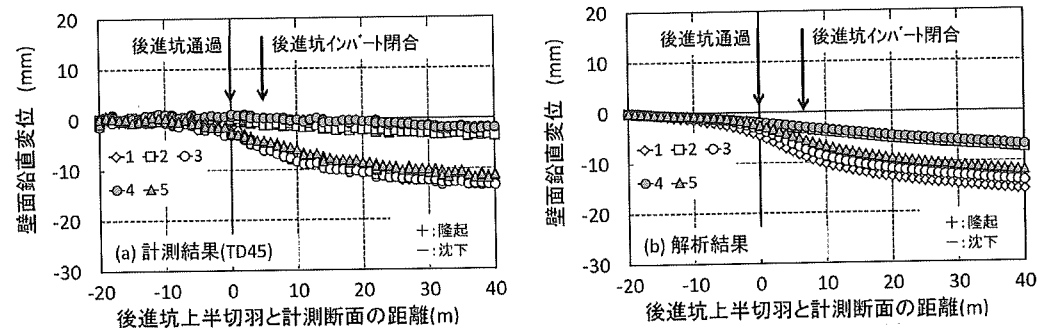 20
10
0
-10
-20
-30
壁面鉛直変位 (mm)
後進坑通過
後進坑インバート閉合
1 2 3
4 5
(a) 計測結果(TD45)
+:隆起
-:沈下
-20 -10 0 10 20 30 40
後進坑上半切羽と計測断面の距離(m)
20
10
0
-10
-20
-30
壁面鉛直変位 (mm)
後進坑通過
後進坑インバート閉合
1 2 3
4 5
(b) 解析結果
+:隆起
-:沈下
-20 -10 0 10 20 30 40
後進坑上半切羽と計測断面の距離(m)